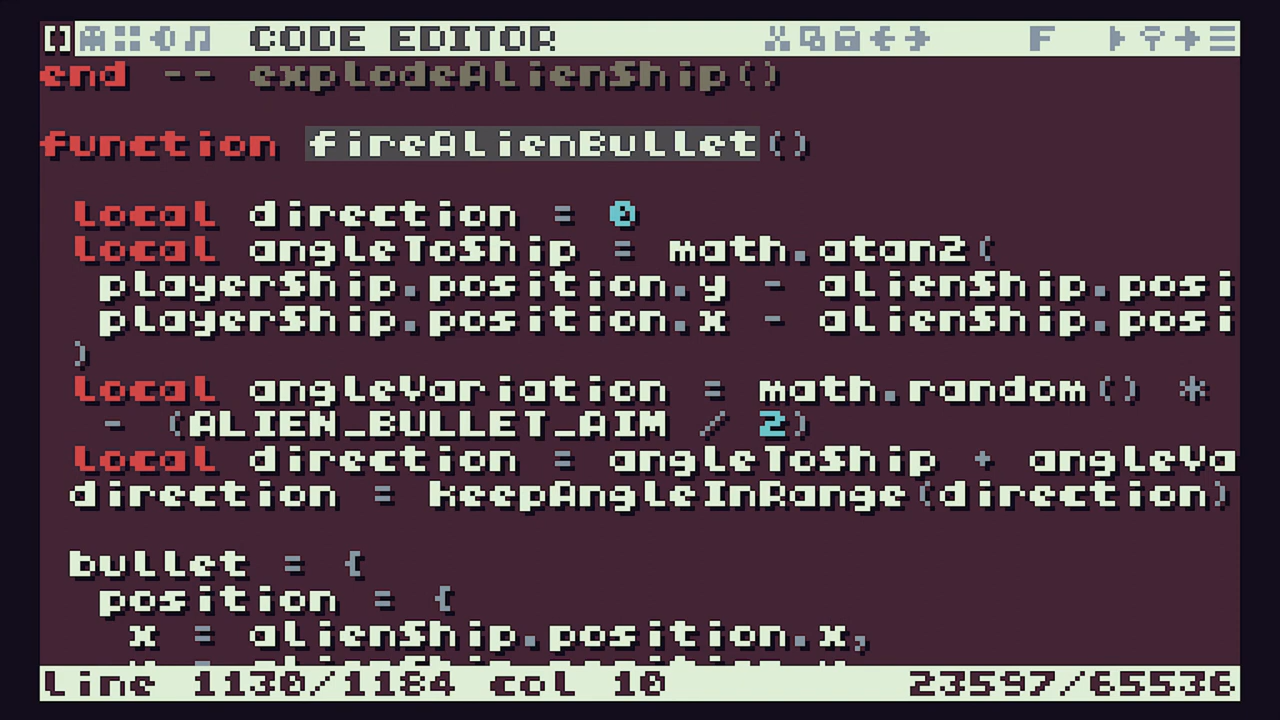 CODE EDITOR F
end -- explodeAlienShip()
function fireAlienBullet()
local direction = 0
local angleToShip = math.atan2(
playerShip.position.y - alienShip.posi
playerShip.position.x - alienShip.posi
)
local angleVariation = math.random() *
- (ALIEN_BULLET_AIM / 2)
local direction = angleToShip + angleVa
direction = keepAngleInRange(direction)
bullet = {
position = {
x = alienShip.position.x,
Line 1130/1184 col 10 23597/65536